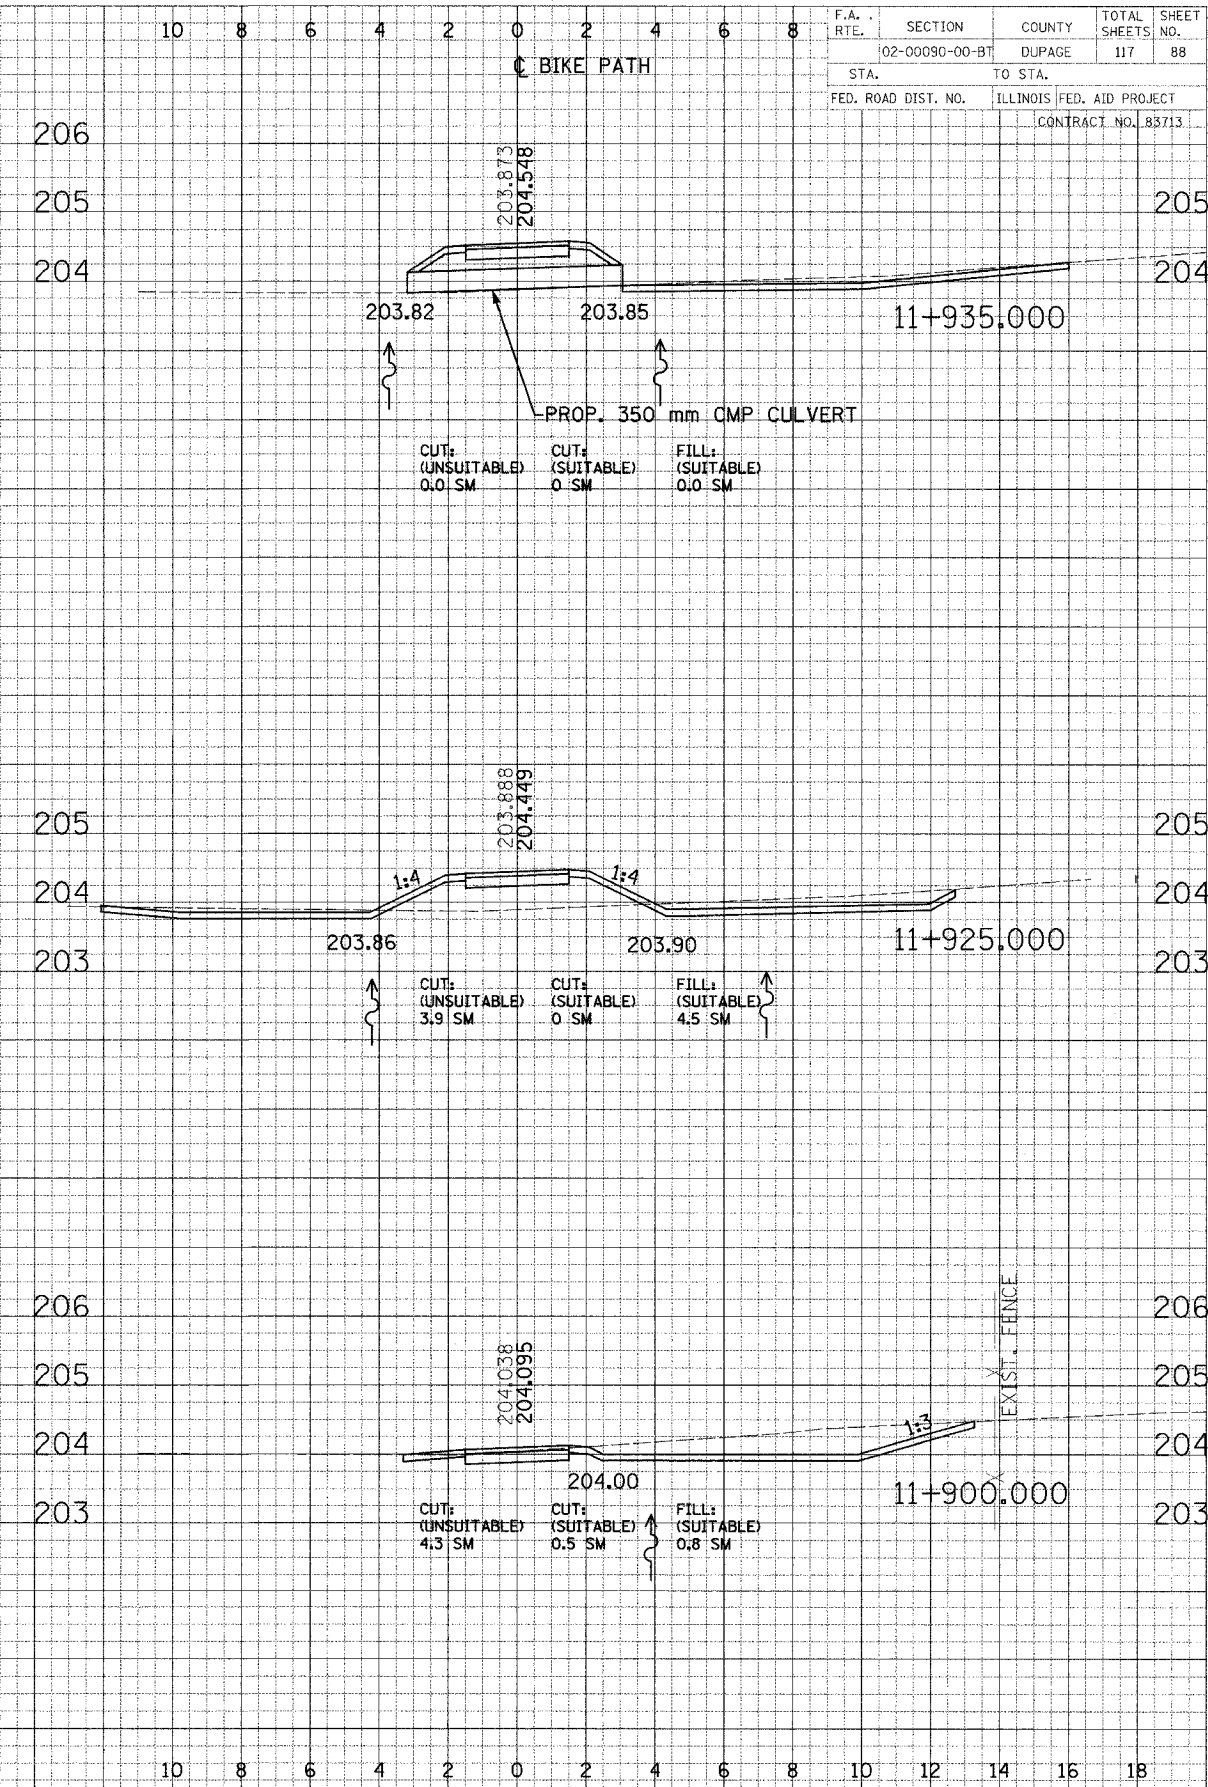 10 8 6 4 2 0 2 4 6 8
F.A. RTE. SECTION COUNTY TOTAL SHEETS SHEET NO.
02-00090-00-BT DUPAGE 117 88
STA. TO STA.
FED. ROAD DIST. NO. ILLINOIS FED. AID PROJECT
CONTRACT NO. 83713
℄ BIKE PATH
206
203.873
204.548
205 205
204 204
203.82 203.85 11+935.000
PROP. 350 mm CMP CULVERT
CUT: CUT: FILL:
(UNSUITABLE) (SUITABLE) (SUITABLE)
0.0 SM 0 SM 0.0 SM
203.888
204.449
205 205
1:4 1:4
204 204
203.86 203.90 11+925.000
203 203
CUT: CUT: FILL:
(UNSUITABLE) (SUITABLE) (SUITABLE)
3.9 SM 0 SM 4.5 SM
206 206
EXIST. FENCE
204.038
204.095
205 205
1:3
204 204
204.00 11+900.000
203 203
CUT: CUT: FILL:
(UNSUITABLE) (SUITABLE) (SUITABLE)
4.3 SM 0.5 SM 0.8 SM
10 8 6 4 2 0 2 4 6 8 10 12 14 16 18